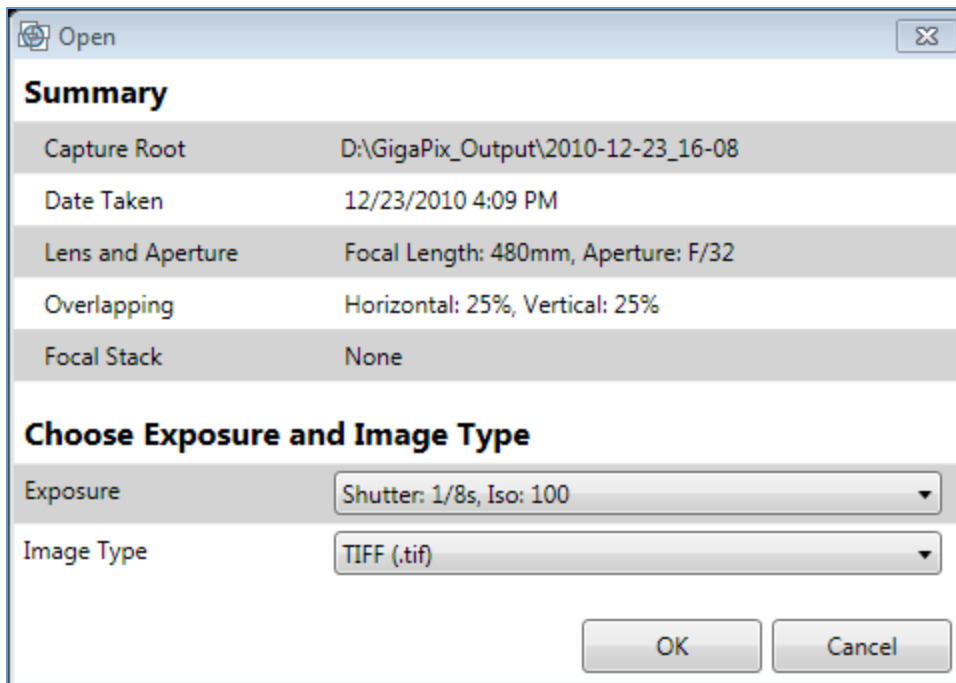 Open
Summary
Capture Root D:\GigaPix_Output\2010-12-23_16-08
Date Taken 12/23/2010 4:09 PM
Lens and Aperture Focal Length: 480mm, Aperture: F/32
Overlapping Horizontal: 25%, Vertical: 25%
Focal Stack None
Choose Exposure and Image Type
Exposure Shutter: 1/8s, Iso: 100
Image Type TIFF (.tif)
OK Cancel